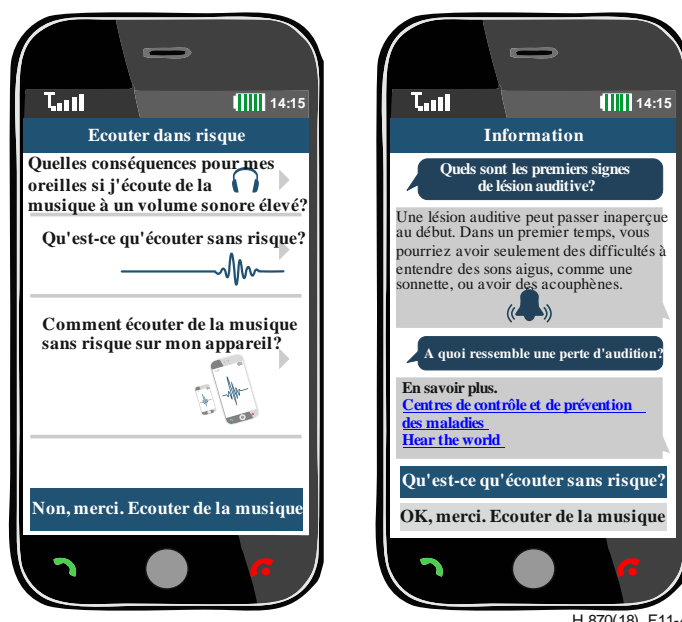 14:15
Ecouter dans risque
Quelles conséquences pour mes
oreilles si j'écoute de la
musique à un volume sonore élevé?
Qu'est-ce qu'écouter sans risque?
Comment écouter de la musique
sans risque sur mon appareil?
Non, merci. Ecouter de la musique
14:15
Information
Quels sont les premiers signes
de lésion auditive?
Une lésion auditive peut passer inaperçue
au début. Dans un premier temps, vous
pourriez avoir seulement des difficultés à
entendre des sons aigus, comme une
sonnette, ou avoir des acouphènes.
A quoi ressemble une perte d'audition?
En savoir plus.
Centres de contrôle et de prévention
des maladies
Hear the world
Qu'est-ce qu'écouter sans risque?
OK, merci. Ecouter de la musique